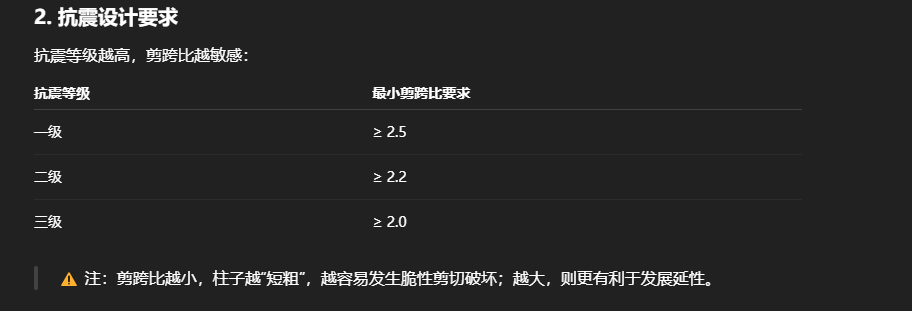 2. 抗震设计要求
抗震等级越高，剪跨比越敏感：
抗震等级 最小剪跨比要求
一级 ≥ 2.5
二级 ≥ 2.2
三级 ≥ 2.0
⚠ 注：剪跨比越小，柱子越"短粗"，越容易发生脆性剪切破坏；越大，则更有利于发展延性。